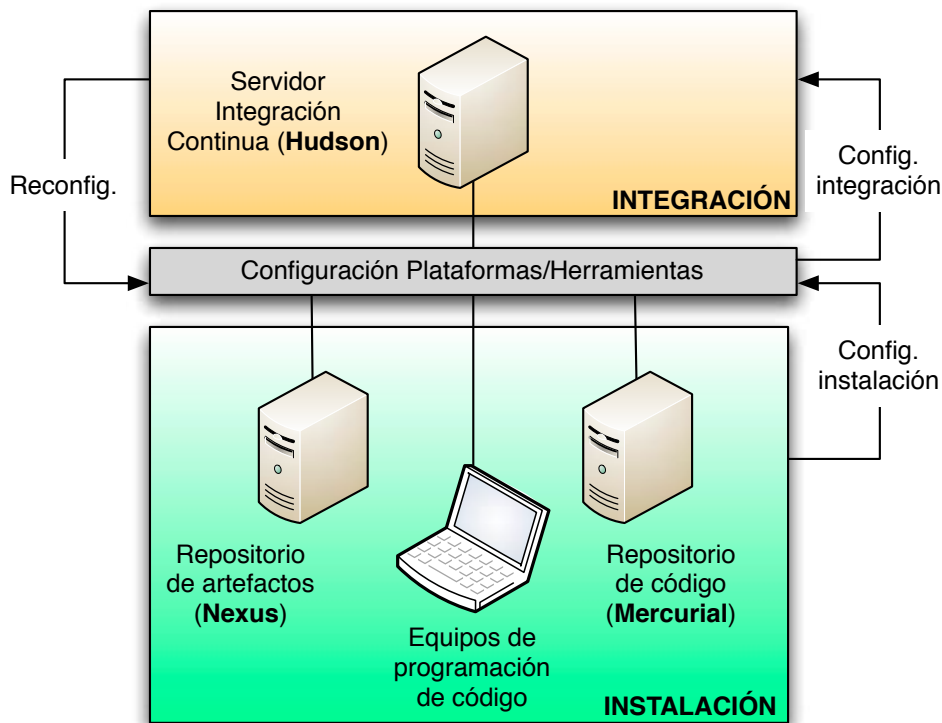 Servidor
Integración
Continua (Hudson)
INTEGRACIÓN
Reconfig.
Config.
integración
Configuración Plataformas/Herramientas
Config.
instalación
Repositorio
de artefactos
(Nexus)
Equipos de
programación
de código
Repositorio
de código
(Mercurial)
INSTALACIÓN